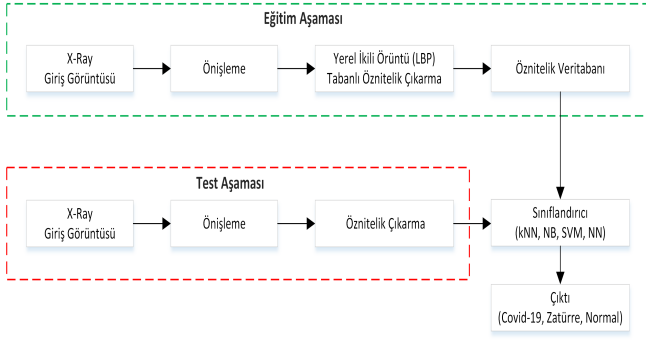 Eğitim Aşaması
X-Ray
Giriş Görüntüsü
Önişleme
Yerel İkili Örüntü (LBP)
Tabanlı Öznitelik Çıkarma
Öznitelik Veritabanı
Test Aşaması
X-Ray
Giriş Görüntüsü
Önişleme
Öznitelik Çıkarma
Sınıflandırıcı
(kNN, NB, SVM, NN)
Çıktı
(Covid-19, Zatürre, Normal)